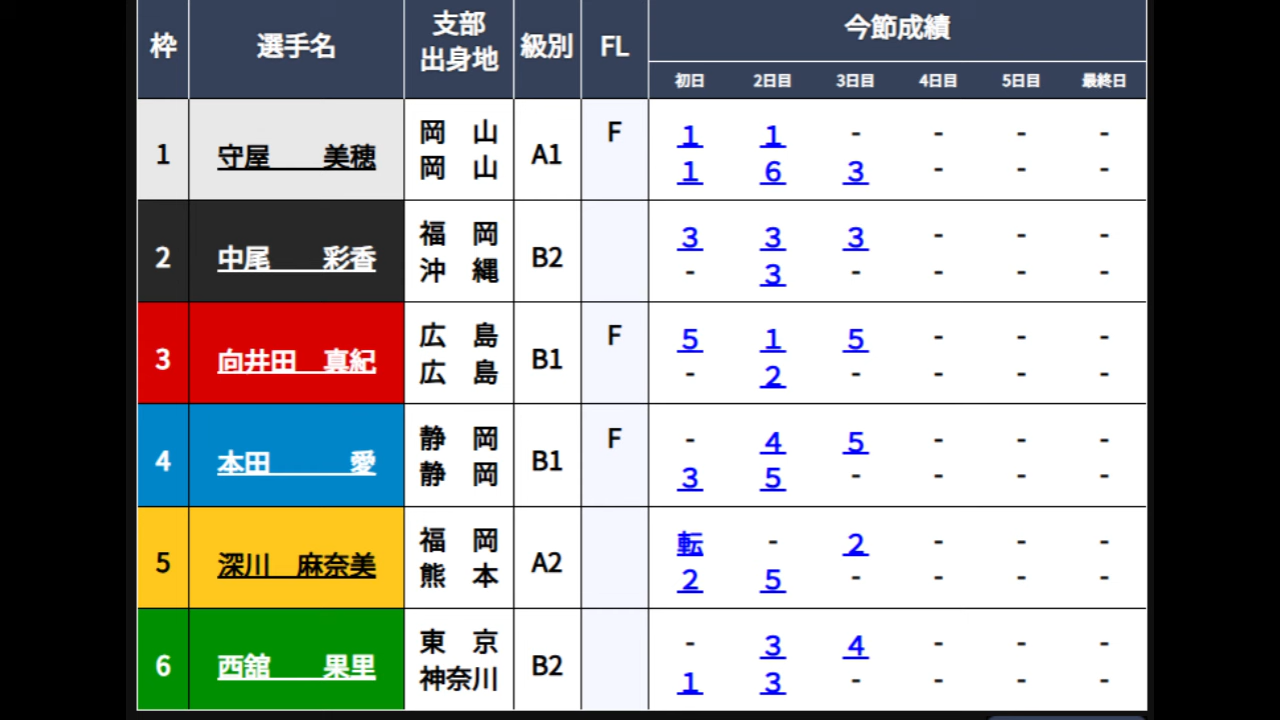 枠 選手名 支部 出身地 級別 FL 今節成績
初日 2日目 3日目 4日目 5日目 最終日
1 守屋 美穂 岡 山 A1 F 1 1 - - - -
岡 山 1 6 3 - - -
2 中尾 彩香 福 岡 B2 3 3 3 - - -
沖 縄 - 3 - - - -
3 向井田 真紀 広 島 B1 F 5 1 5 - - -
広 島 - 2 - - - -
4 本田 愛 静 岡 B1 F - 4 5 - - -
静 岡 3 5 - - - -
5 深川 麻奈美 福 岡 A2 転 - 2 - - -
熊 本 2 5 - - - -
6 西舘 果里 東 京 B2 - 3 4 - - -
神奈川 1 3 - - - -